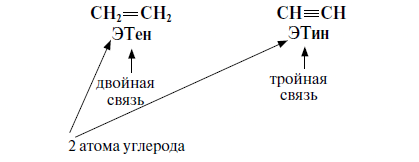 CH₂=CH₂ CH≡CH
ЭТен ЭТин
двойная связь
тройная связь
2 атома углерода